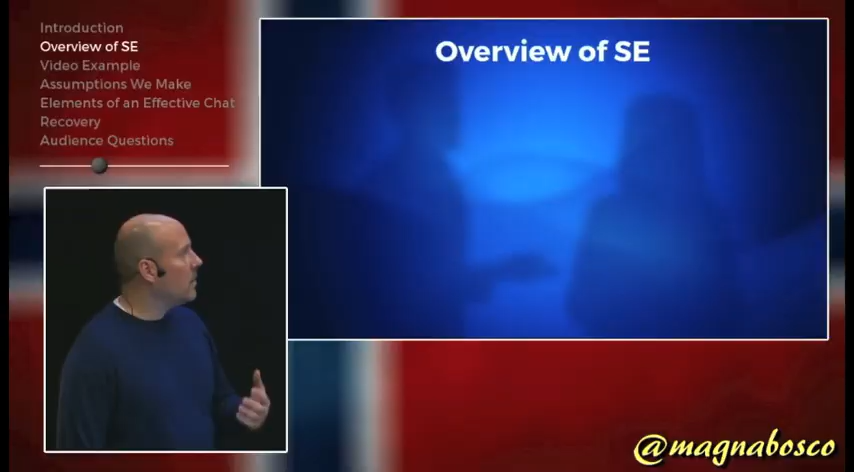 Introduction
Overview of SE
Video Example
Assumptions We Make
Elements of an Effective Chat
Recovery
Audience Questions
Overview of SE
@magnabosco